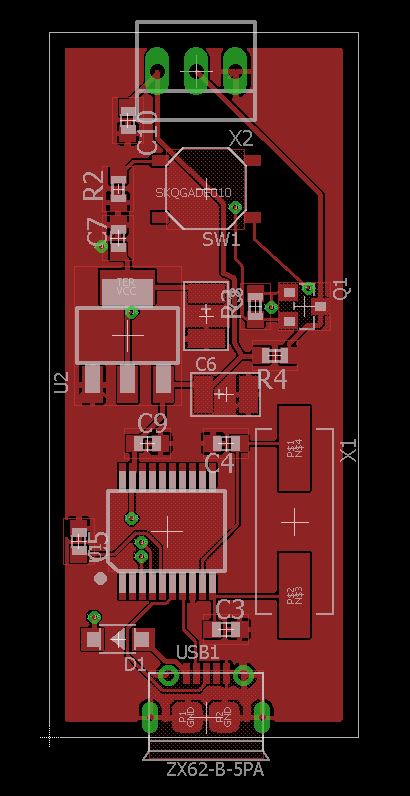 C10
X2
R2
SKQGADE010
C7
SW1
TER
VCC
R3
Q1
C6
U2
R4
C9
C4
X1
P$1
N$4
C5
P$2
N$3
C3
USB1
D1
P1
GND
P2
GND
ZX62-B-5PA